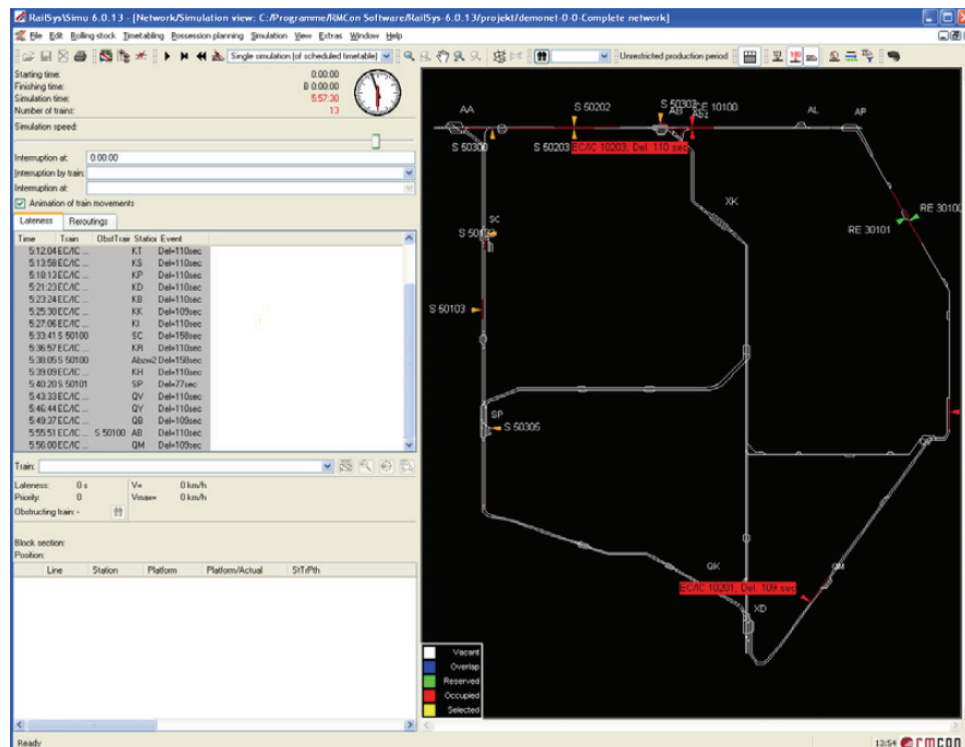 RailSys/Simu 6.0.13 - [Network/Simulation view: C:/Programme/RMCon Software/RailSys-6.0.13/projekt/demonet-0-0-Complete network]
File Edit Rolling stock Timetabling Possession planning Simulation View Extras Window Help
Single simulation (of scheduled timetable) Unrestricted production period
Starting time: 0:00:00
Finishing time: 0:00:00
Simulation time: 5:57:30
Number of trains: 13
Simulation speed:
Interruption at: 0:00:00
Interruption by train:
Interruption at:
Animation of train movements
Lateness Reroutings
Time Train ObstTrain Station Event
5:12:04 EC/IC ... KT Del=110sec
5:13:58 EC/IC ... KS Del=110sec
5:18:13 EC/IC ... KP Del=110sec
5:21:23 EC/IC ... KD Del=110sec
5:23:24 EC/IC ... KB Del=110sec
5:25:30 EC/IC ... KK Del=109sec
5:27:06 EC/IC ... KI Del=110sec
5:33:41 S 50100 SC Del=158sec
5:36:57 EC/IC ... KR Del=110sec
5:38:05 S 50100 Abzw2 Del=158sec
5:39:09 EC/IC ... KH Del=110sec
5:40:20 S 50101 SP Del=77sec
5:43:33 EC/IC ... QV Del=110sec
5:46:44 EC/IC ... QY Del=110sec
5:49:37 EC/IC ... QB Del=109sec
5:55:51 EC/IC ... S 50100 AB Del=110sec
5:56:00 EC/IC ... QM Del=109sec
Train:
Lateness: 0 s V= 0 km/h
Priority: 0 Vmax= 0 km/h
Obstructing train: -
Block section:
Position:
Line Station Platform Platform/Actual StTrPth
Ready
AA
S 50202
S 50302
AB
CE 10100
Abz
AL
AP
S 50300
S 50203
EC/IC 10203; Del. 110 sec
XK
RE 30100
RE 30101
SC
S 50103
SP
S 50305
QK
QM
EC/IC 10201; Del. 109 sec
XD
Vacant
Overlap
Reserved
Occupied
Selected
13:54 rmcon